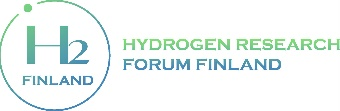 H2
FINLAND
HYDROGEN RESEARCH
FORUM FINLAND